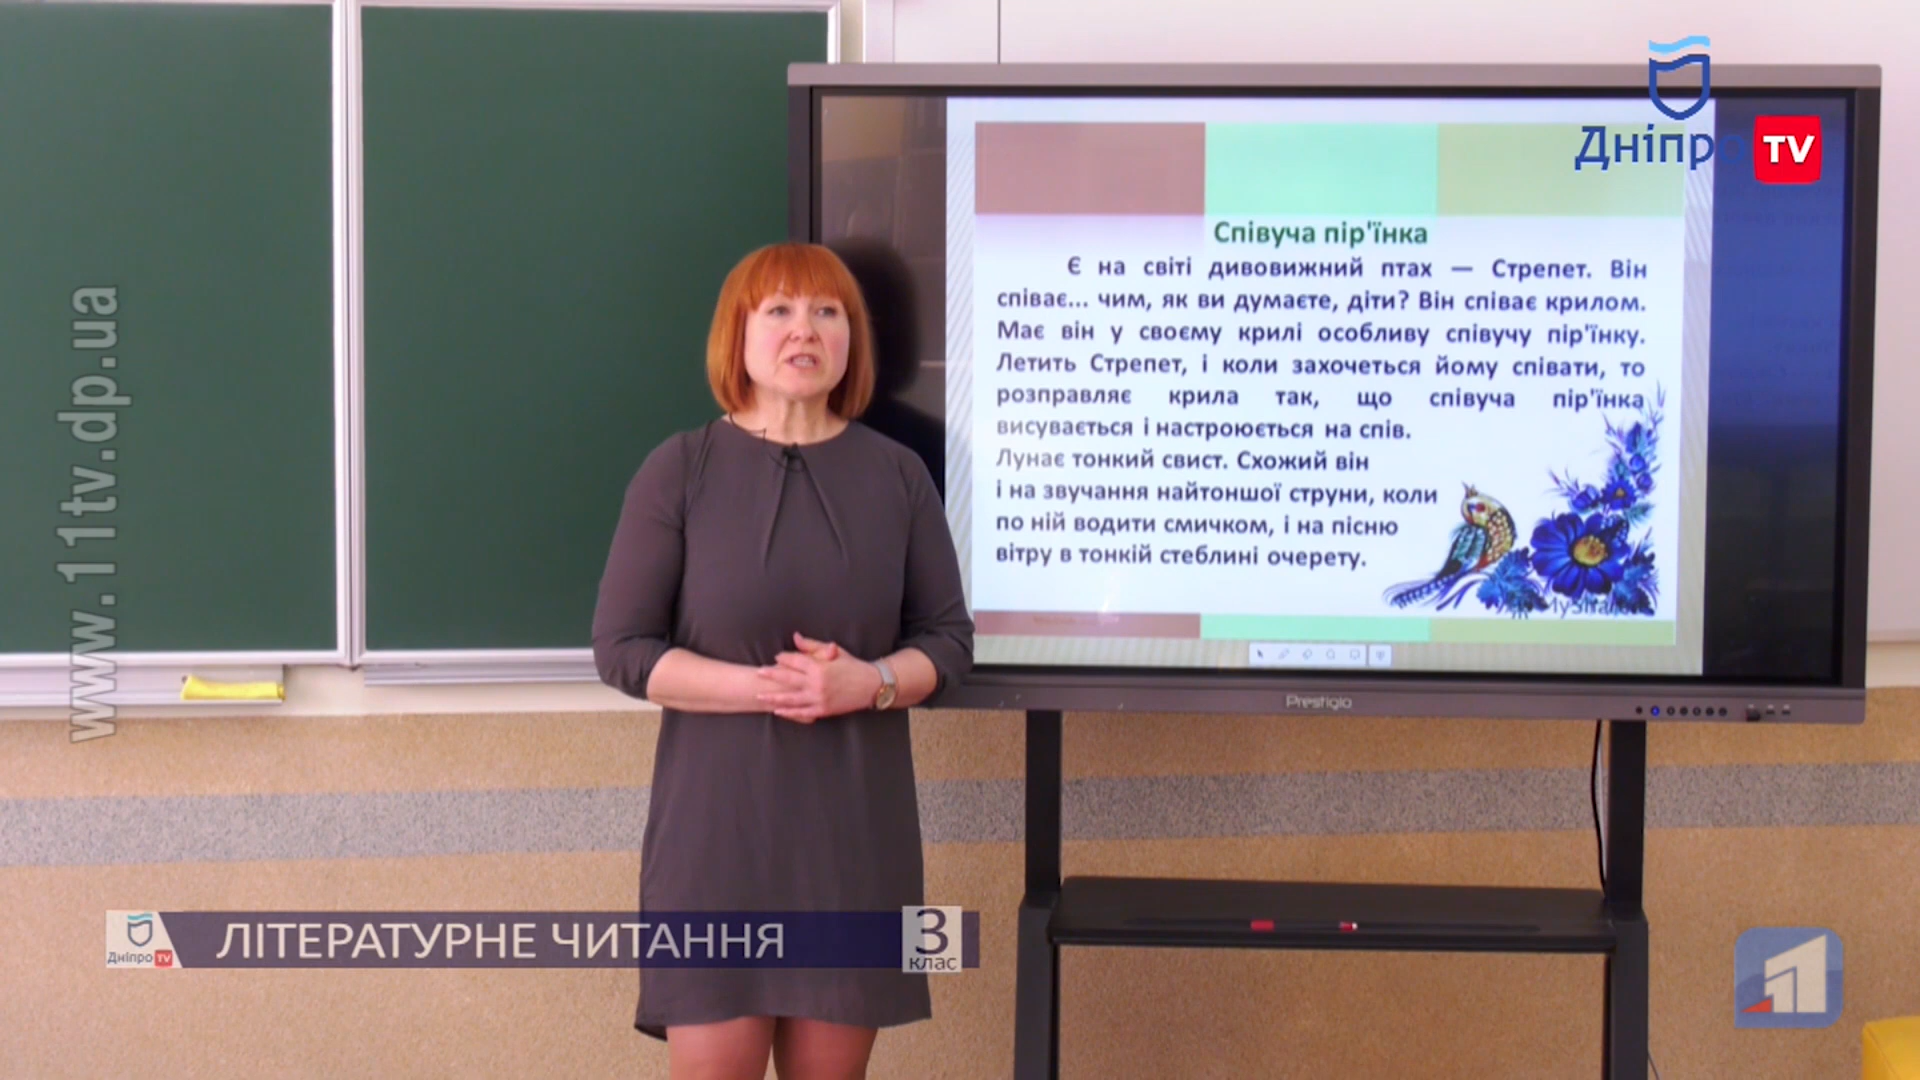 Дніпро TV
Співуча пір'їнка
Є на світі дивовижний птах — Стрепет. Він
співає... чим, як ви думаєте, діти? Він співає крилом.
Має він у своєму крилі особливу співучу пір'їнку.
Летить Стрепет, і коли захочеться йому співати, то
розправляє крила так, що співуча пір'їнка
висувається і настроюється на спів.
Лунає тонкий свист. Схожий він
і на звучання найтоншої струни, коли
по ній водити смичком, і на пісню
вітру в тонкій стеблині очерету.
Prestigio
www.11tv.dp.ua
Дніпро TV
ЛІТЕРАТУРНЕ ЧИТАННЯ
3
клас
11